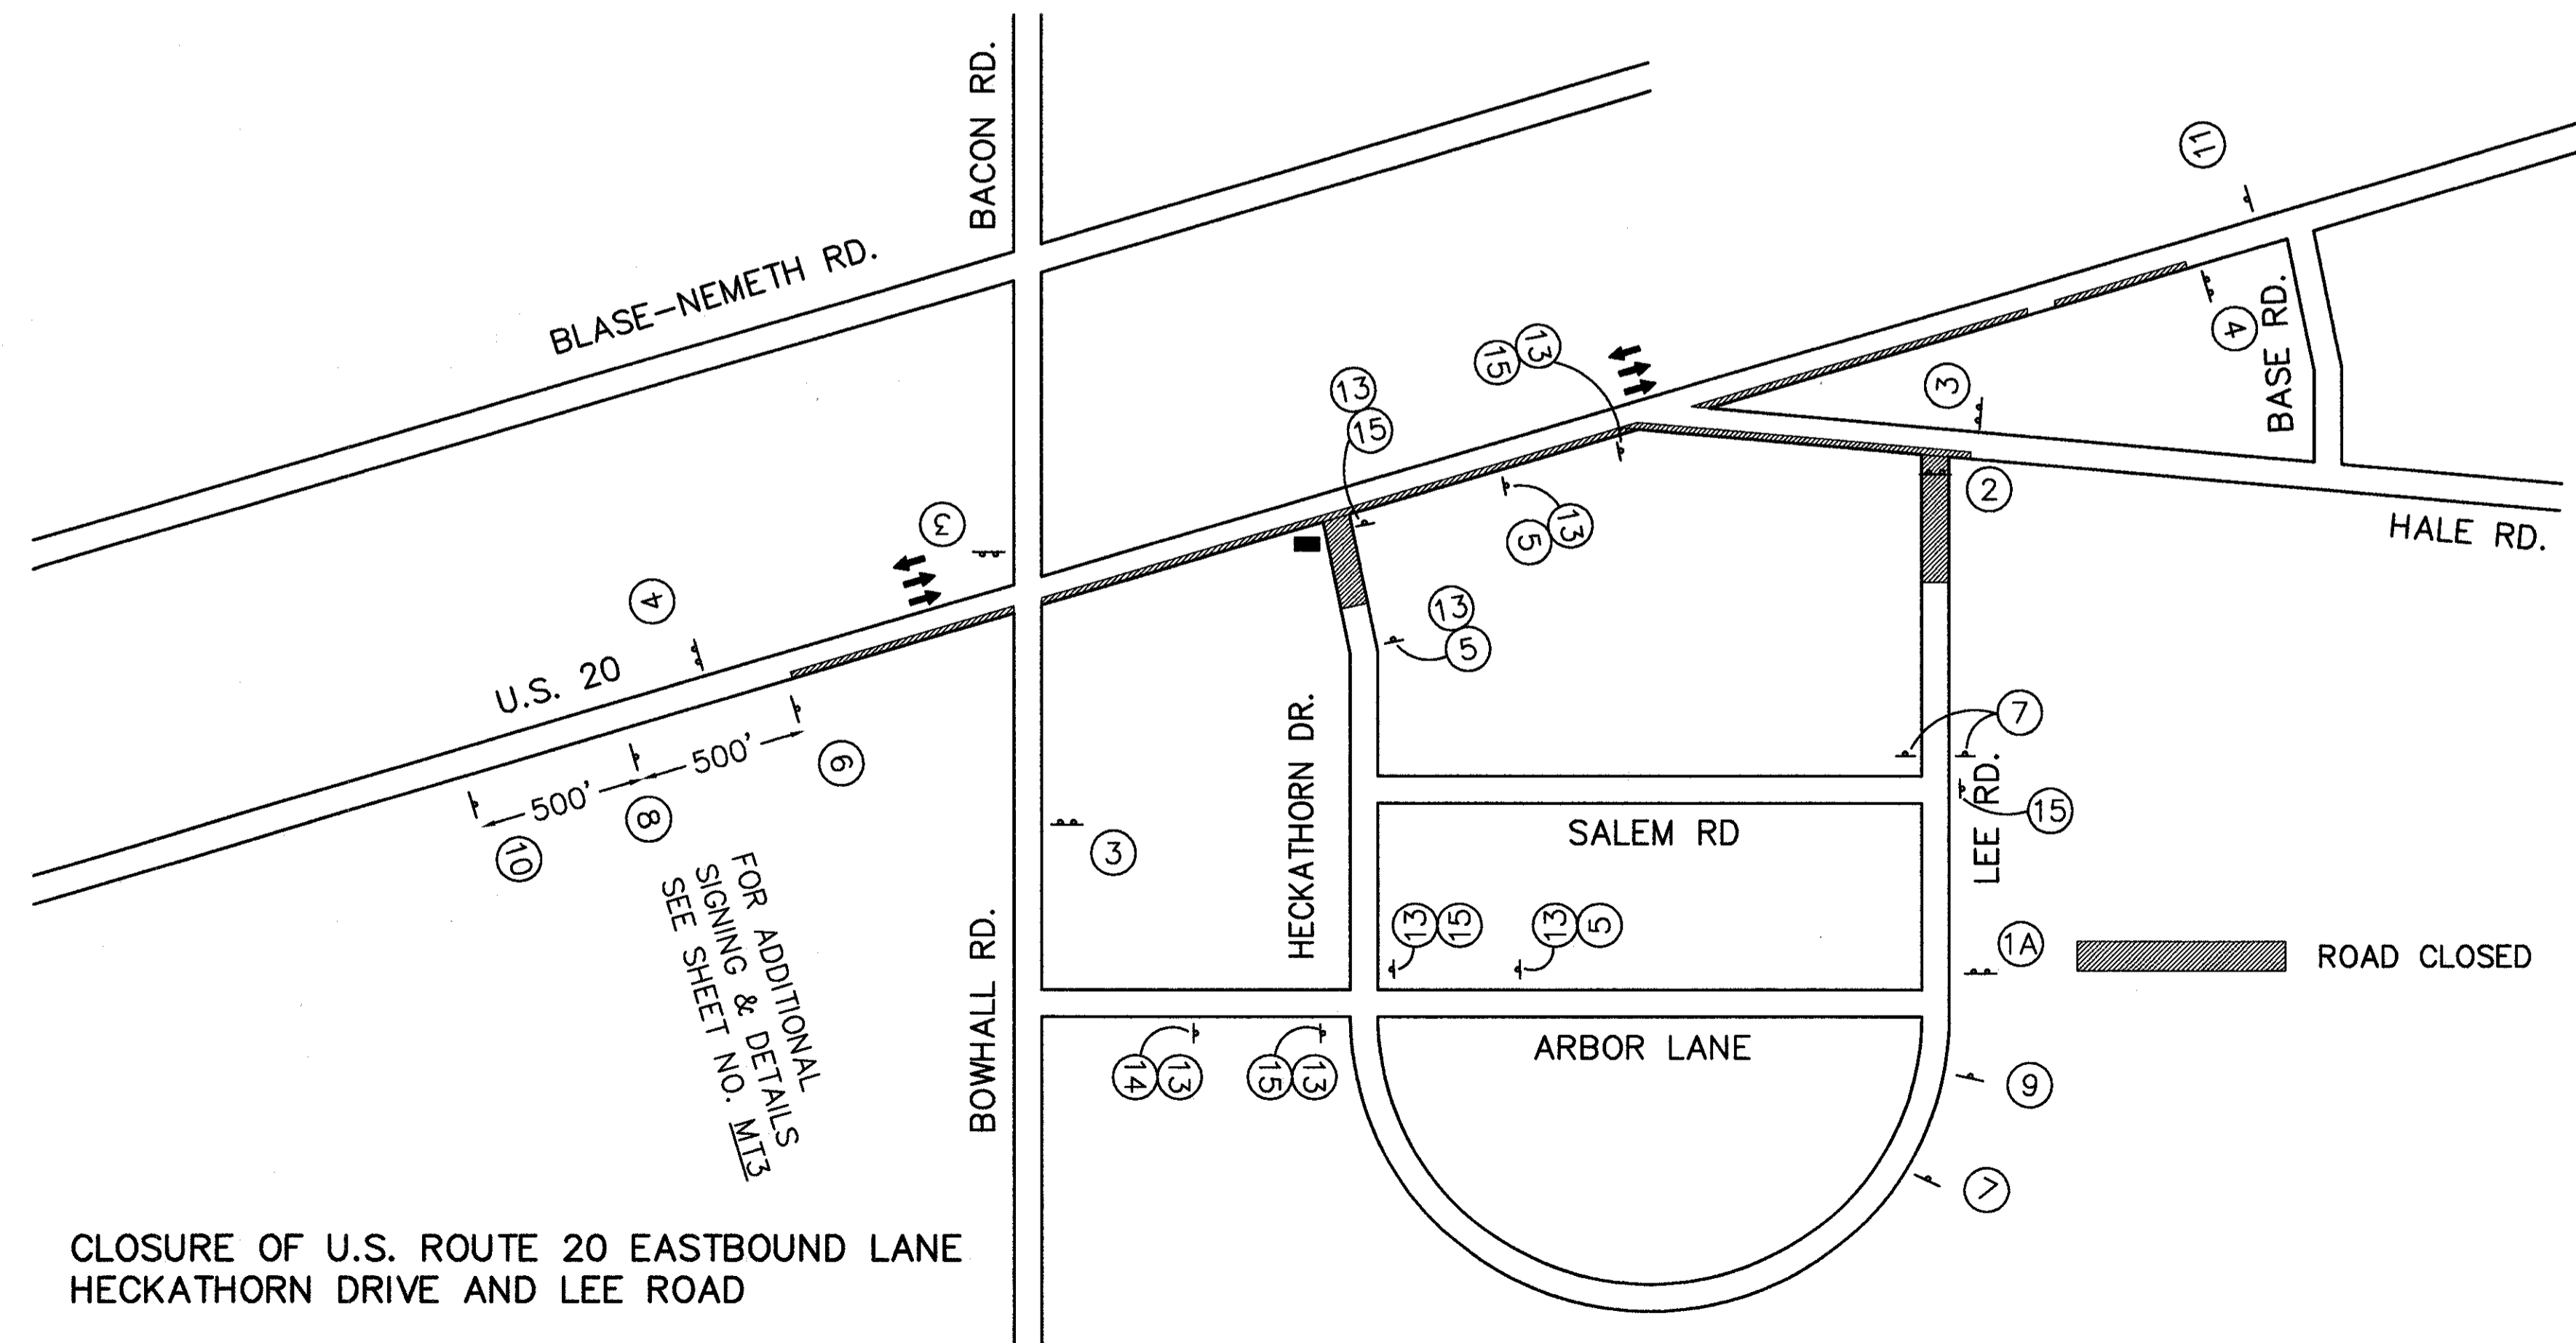 BACON RD.
BLASE-NEMETH RD.
11
4
BASE RD.
3
2
HALE RD.
15 13
13
15
13
5
13
5
3
4
U.S. 20
500'
500'
6
8
10
FOR ADDITIONAL
SIGNING & DETAILS
SEE SHEET NO. MT3
3
HECKATHORN DR.
BOWHALL RD.
7
15
LEE RD.
SALEM RD
13 15
13 5
1A
ROAD CLOSED
ARBOR LANE
14 13
15 13
9
7
CLOSURE OF U.S. ROUTE 20 EASTBOUND LANE
HECKATHORN DRIVE AND LEE ROAD